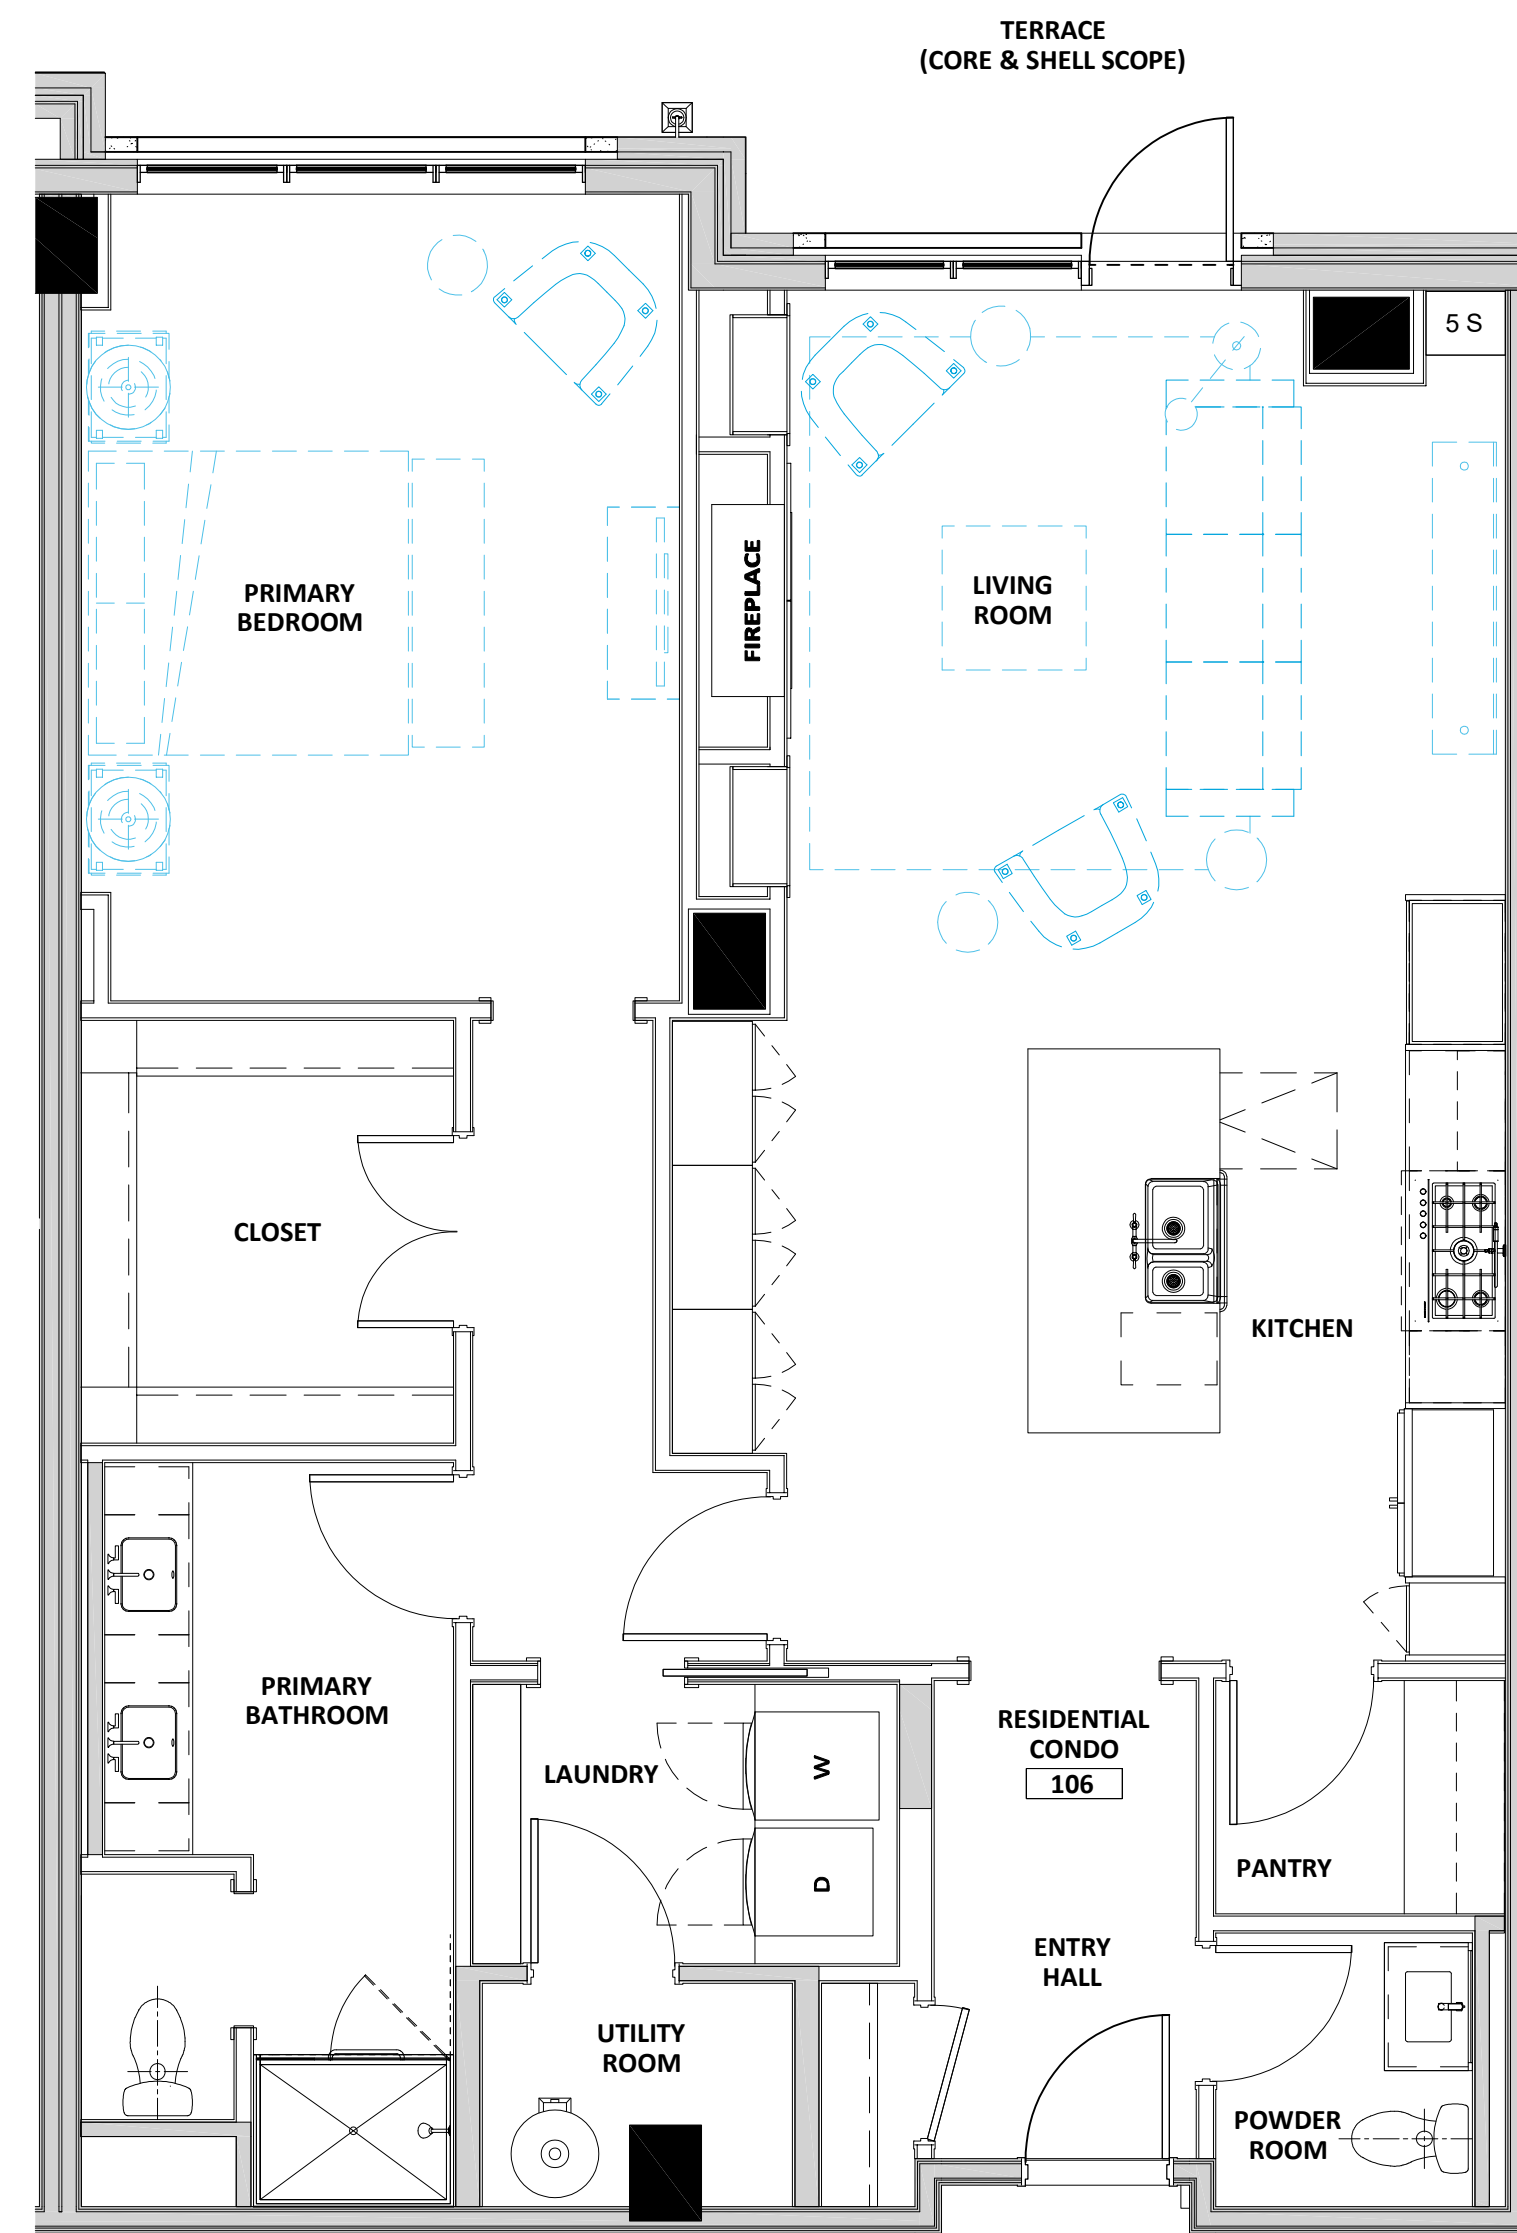 TERRACE
(CORE & SHELL SCOPE)
5 S
PRIMARY
BEDROOM
FIREPLACE
LIVING
ROOM
CLOSET
KITCHEN
PRIMARY
BATHROOM
LAUNDRY
W
D
RESIDENTIAL
CONDO
106
PANTRY
ENTRY
HALL
UTILITY
ROOM
POWDER
ROOM